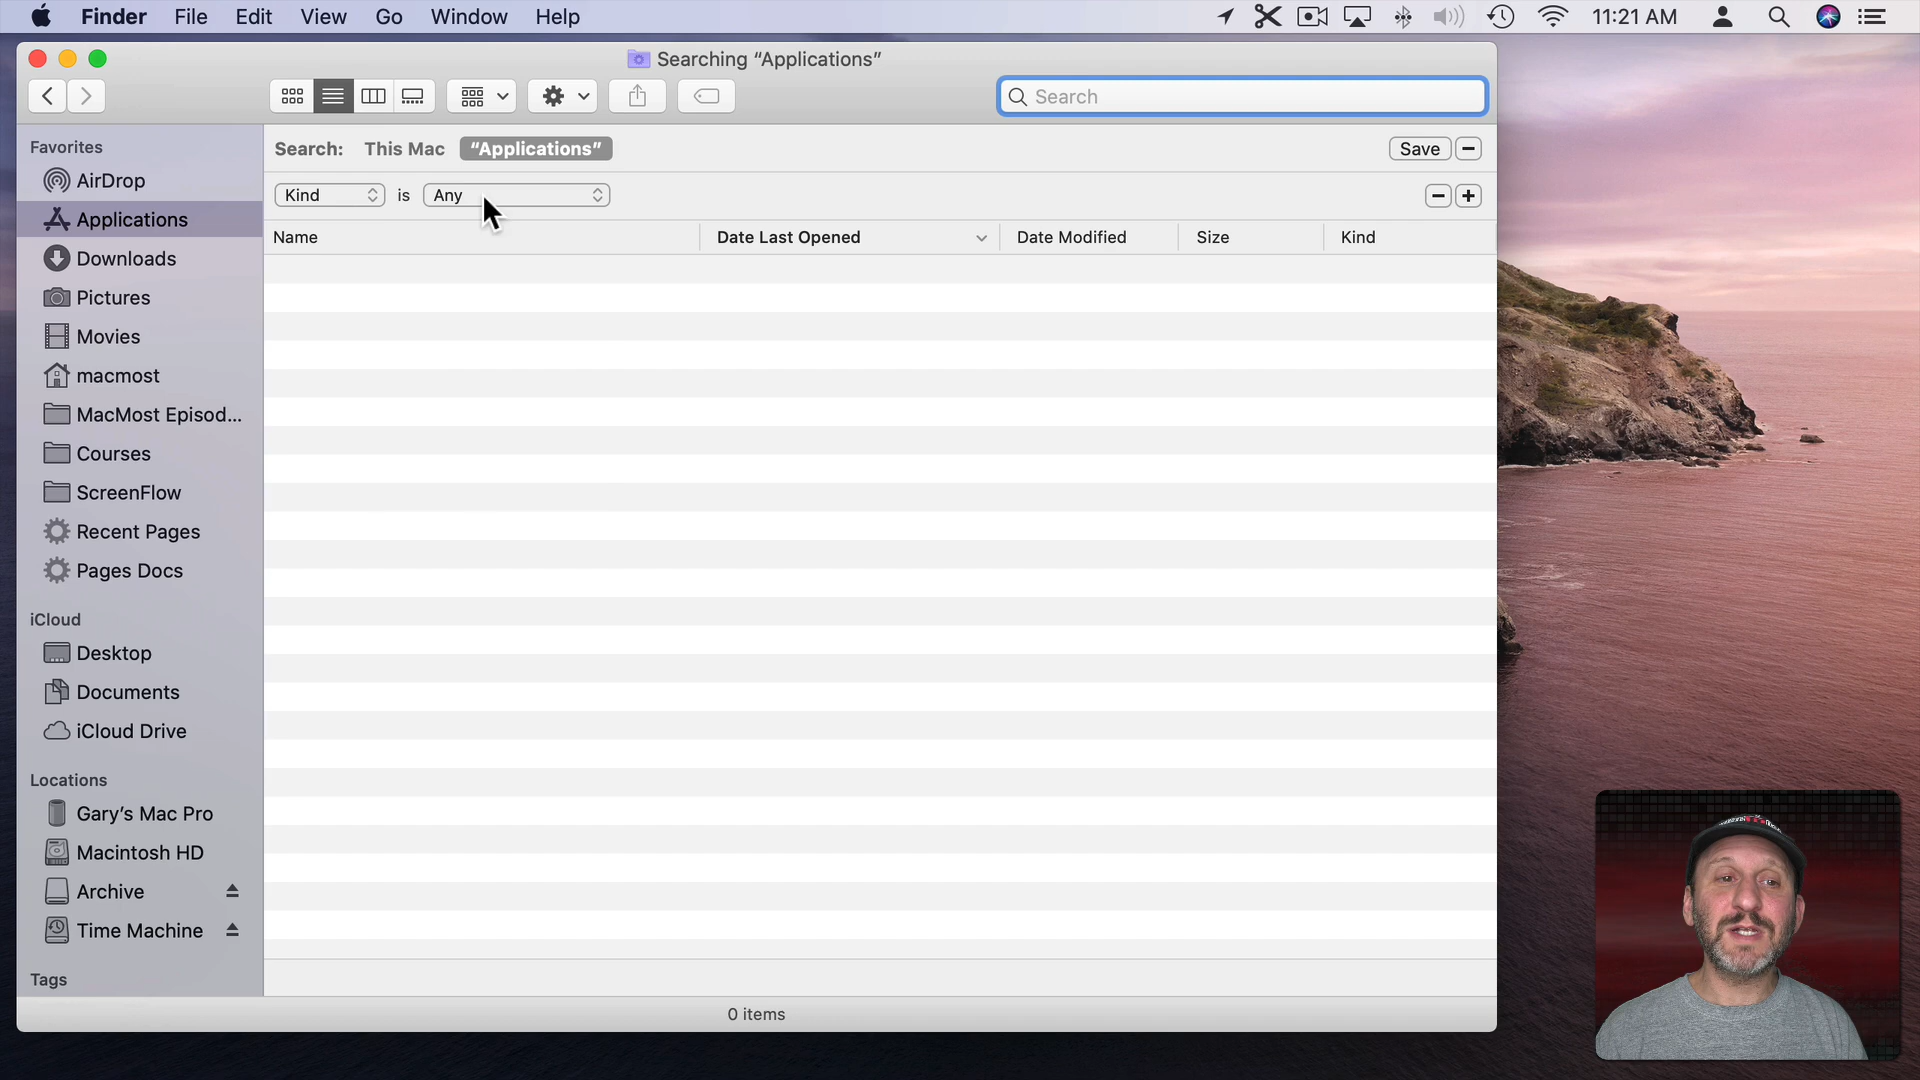 Finder File Edit View Go Window Help 11:21 AM
Searching “Applications”
Search
Favorites
AirDrop
Applications
Downloads
Pictures
Movies
macmost
MacMost Episod...
Courses
ScreenFlow
Recent Pages
Pages Docs
iCloud
Desktop
Documents
iCloud Drive
Locations
Gary’s Mac Pro
Macintosh HD
Archive
Time Machine
Tags
Search: This Mac “Applications” Save
Kind is Any
Name Date Last Opened Date Modified Size Kind
0 items